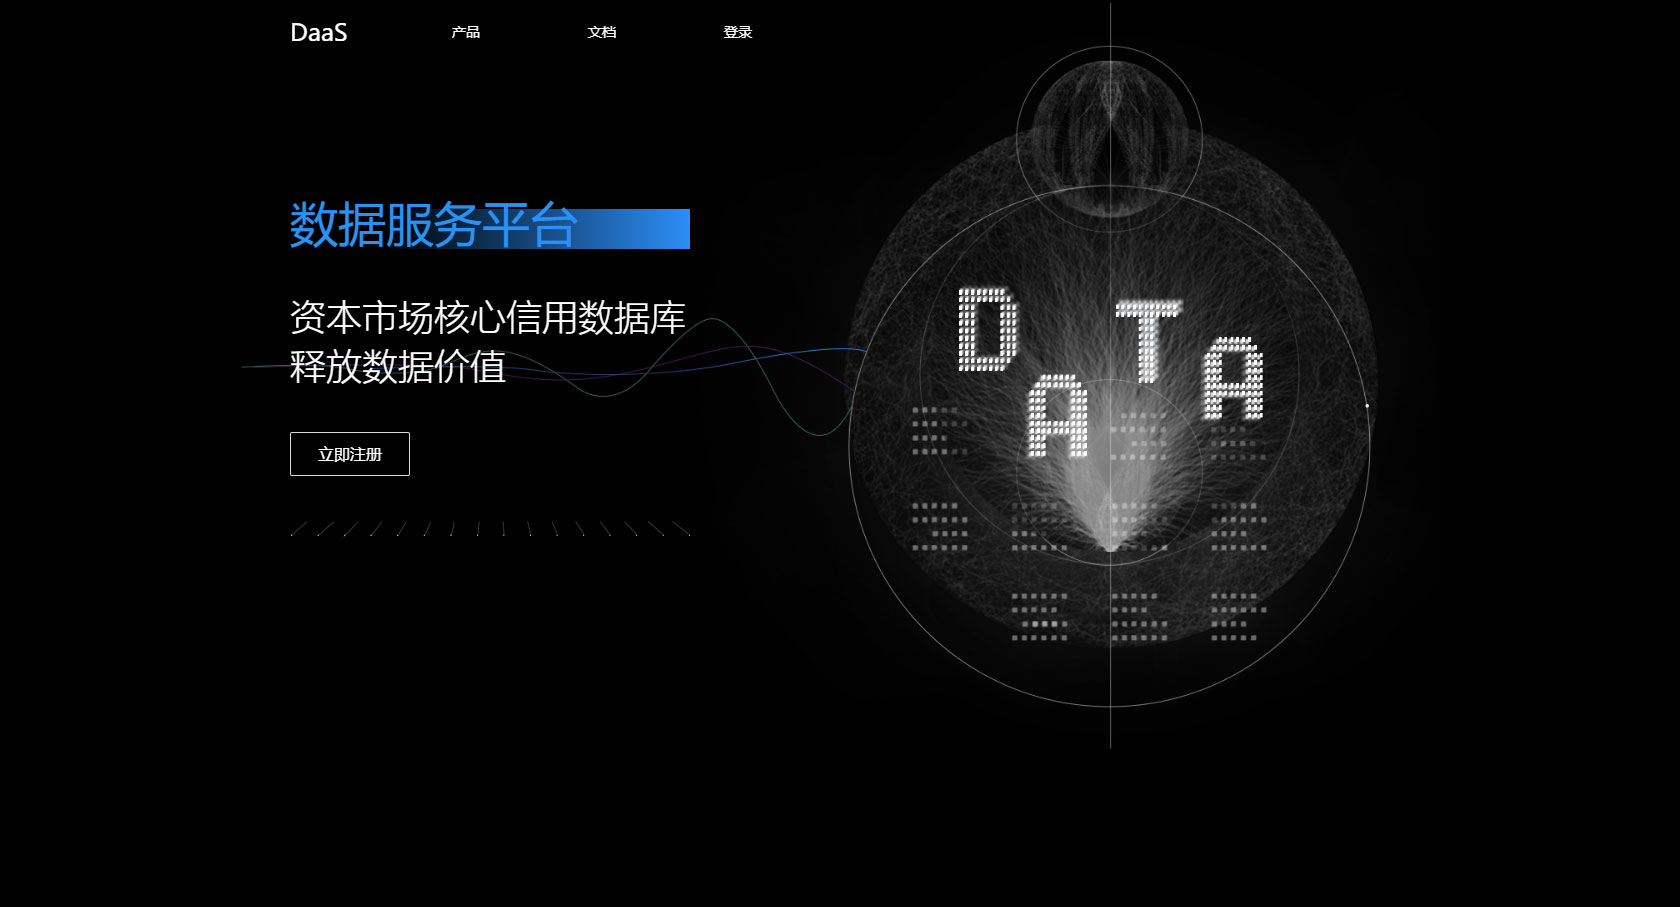 DaaS
产品
文档
登录
数据服务平台
资本市场核心信用数据库
释放数据价值
立即注册
DATA